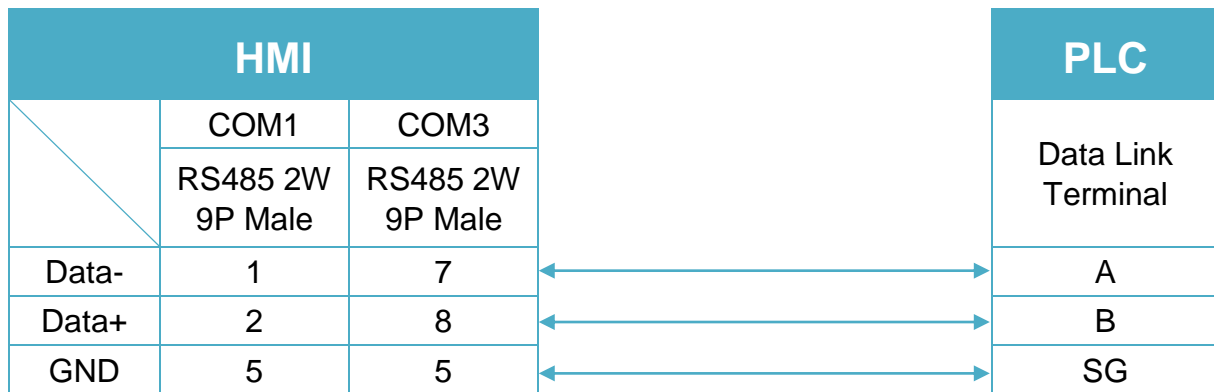 HMI PLC
COM1 COM3
RS485 2W RS485 2W
9P Male 9P Male
Data Link
Terminal
Data- 1 7 A
Data+ 2 8 B
GND 5 5 SG